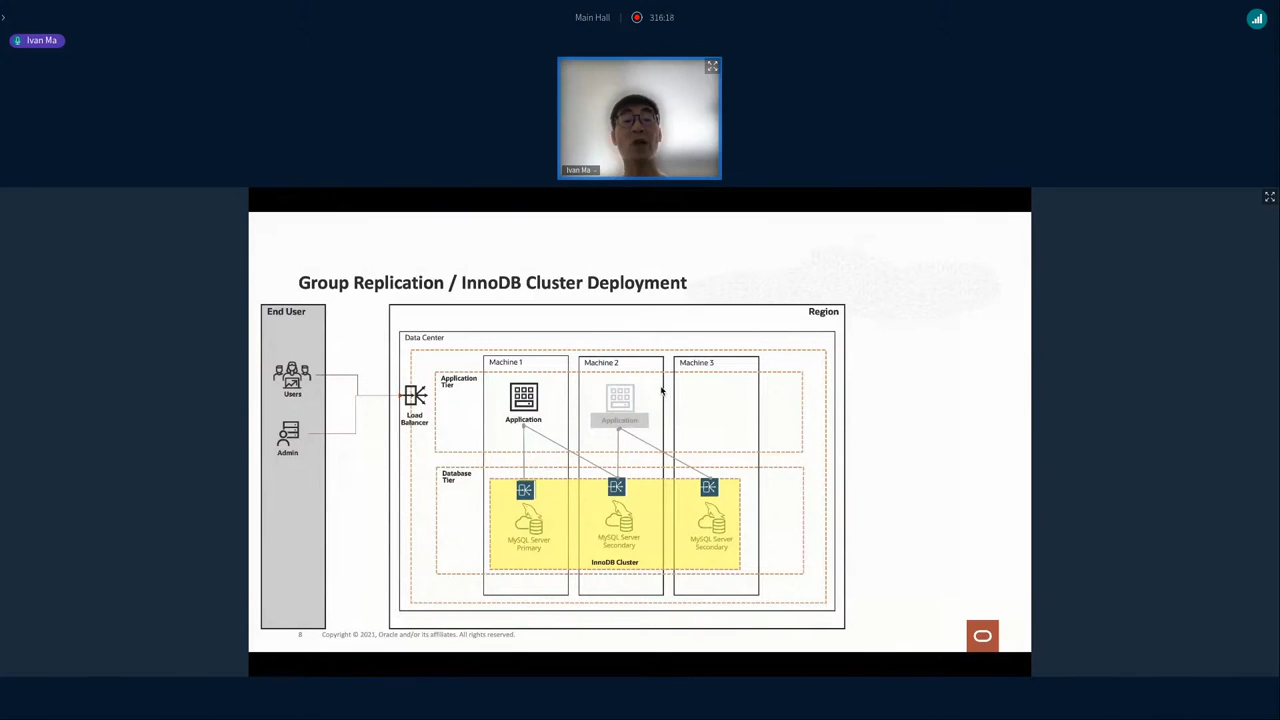 Main Hall
316:18
Ivan Ma
Ivan Ma
Group Replication / InnoDB Cluster Deployment
End User
Region
Data Center
Machine 1
Machine 2
Machine 3
Application
Tier
Users
Load
Balancer
Application
Application
Admin
Database
Tier
MySQL Server
Primary
MySQL Server
Secondary
MySQL Server
Secondary
InnoDB Cluster
8
Copyright © 2021, Oracle and/or its affiliates. All rights reserved.